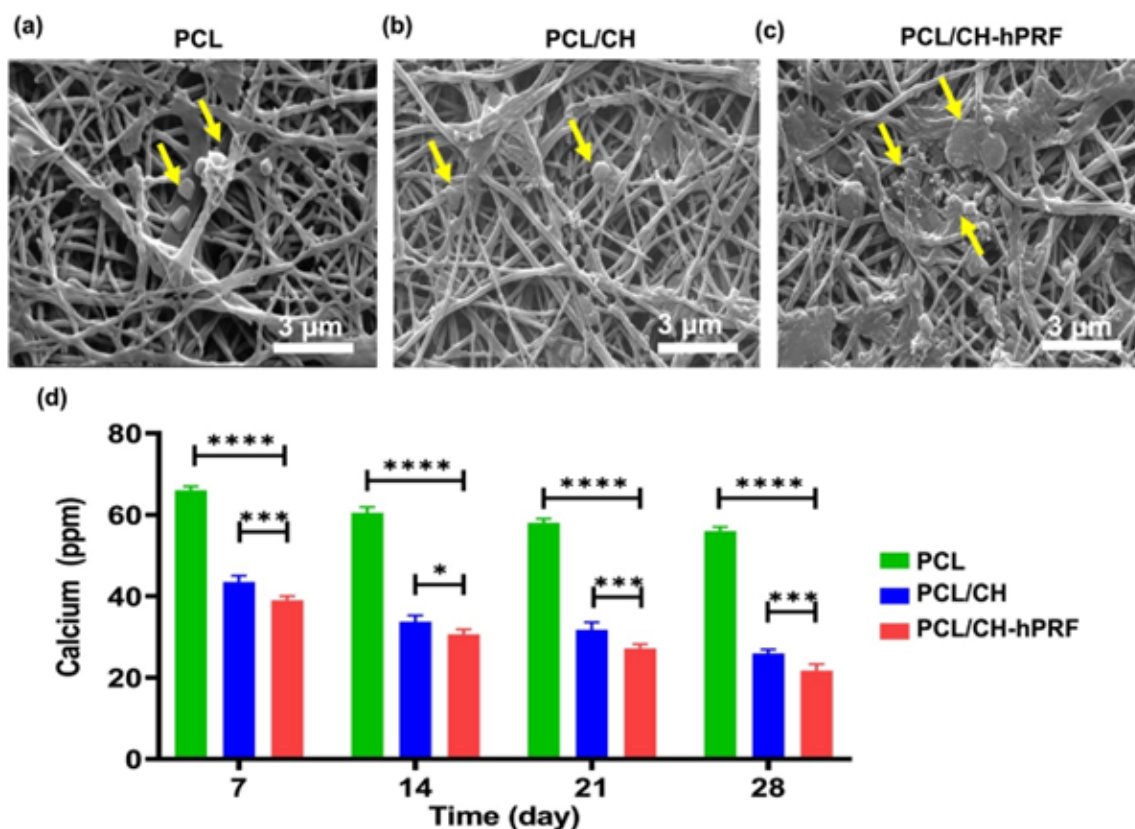 (a) PCL
(b) PCL/CH
(c) PCL/CH-hPRF
3 µm
3 µm
3 µm
(d)
80
60
40
20
0
Calcium (ppm)
****
***
****
*
****
***
****
***
7 14 21 28
Time (day)
PCL
PCL/CH
PCL/CH-hPRF